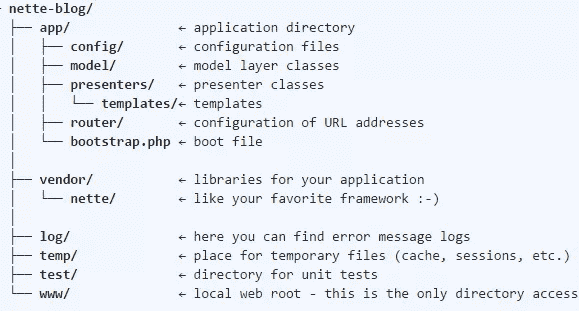 nette-blog/
├── app/ ← application directory
│ ├── config/ ← configuration files
│ ├── model/ ← model layer classes
│ ├── presenters/ ← presenter classes
│ │ └── templates/← templates
│ ├── router/ ← configuration of URL addresses
│ └── bootstrap.php ← boot file
│
├── vendor/ ← libraries for your application
│ └── nette/ ← like your favorite framework :-)
│
├── log/ ← here you can find error message logs
├── temp/ ← place for temporary files (cache, sessions, etc.)
├── test/ ← directory for unit tests
└── www/ ← local web root - this is the only directory access